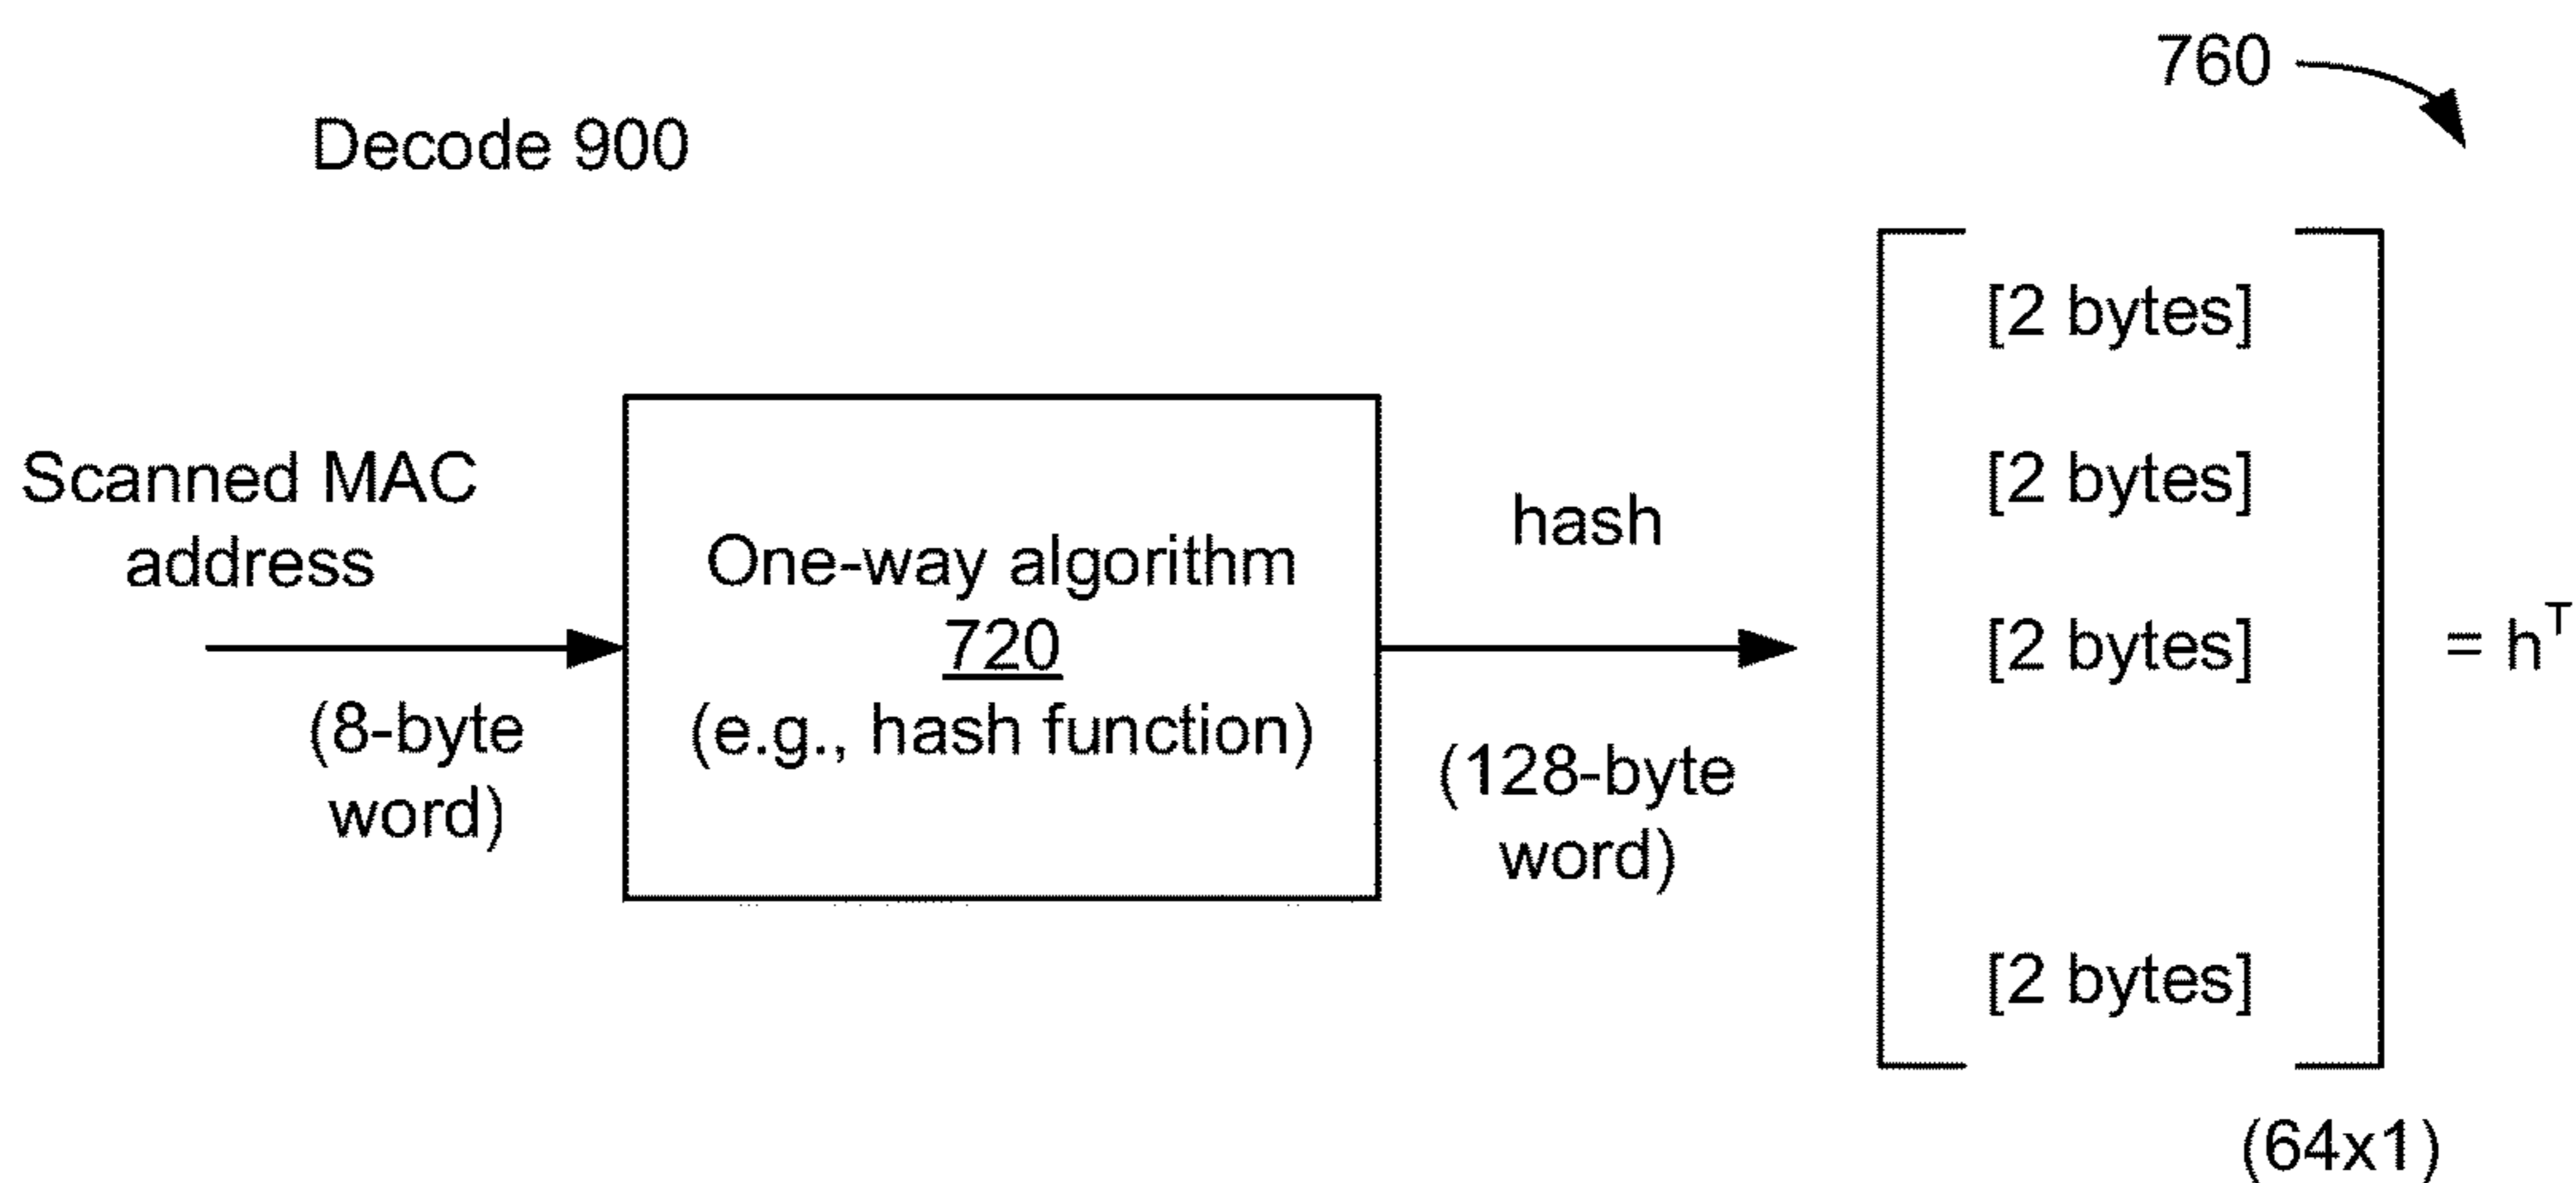 760
Decode 900
Scanned MAC
address
(8-byte
word)
One-way algorithm
720
(e.g., hash function)
hash
(128-byte
word)
[2 bytes]
[2 bytes]
[2 bytes]
[2 bytes]
= hᵀ
(64x1)